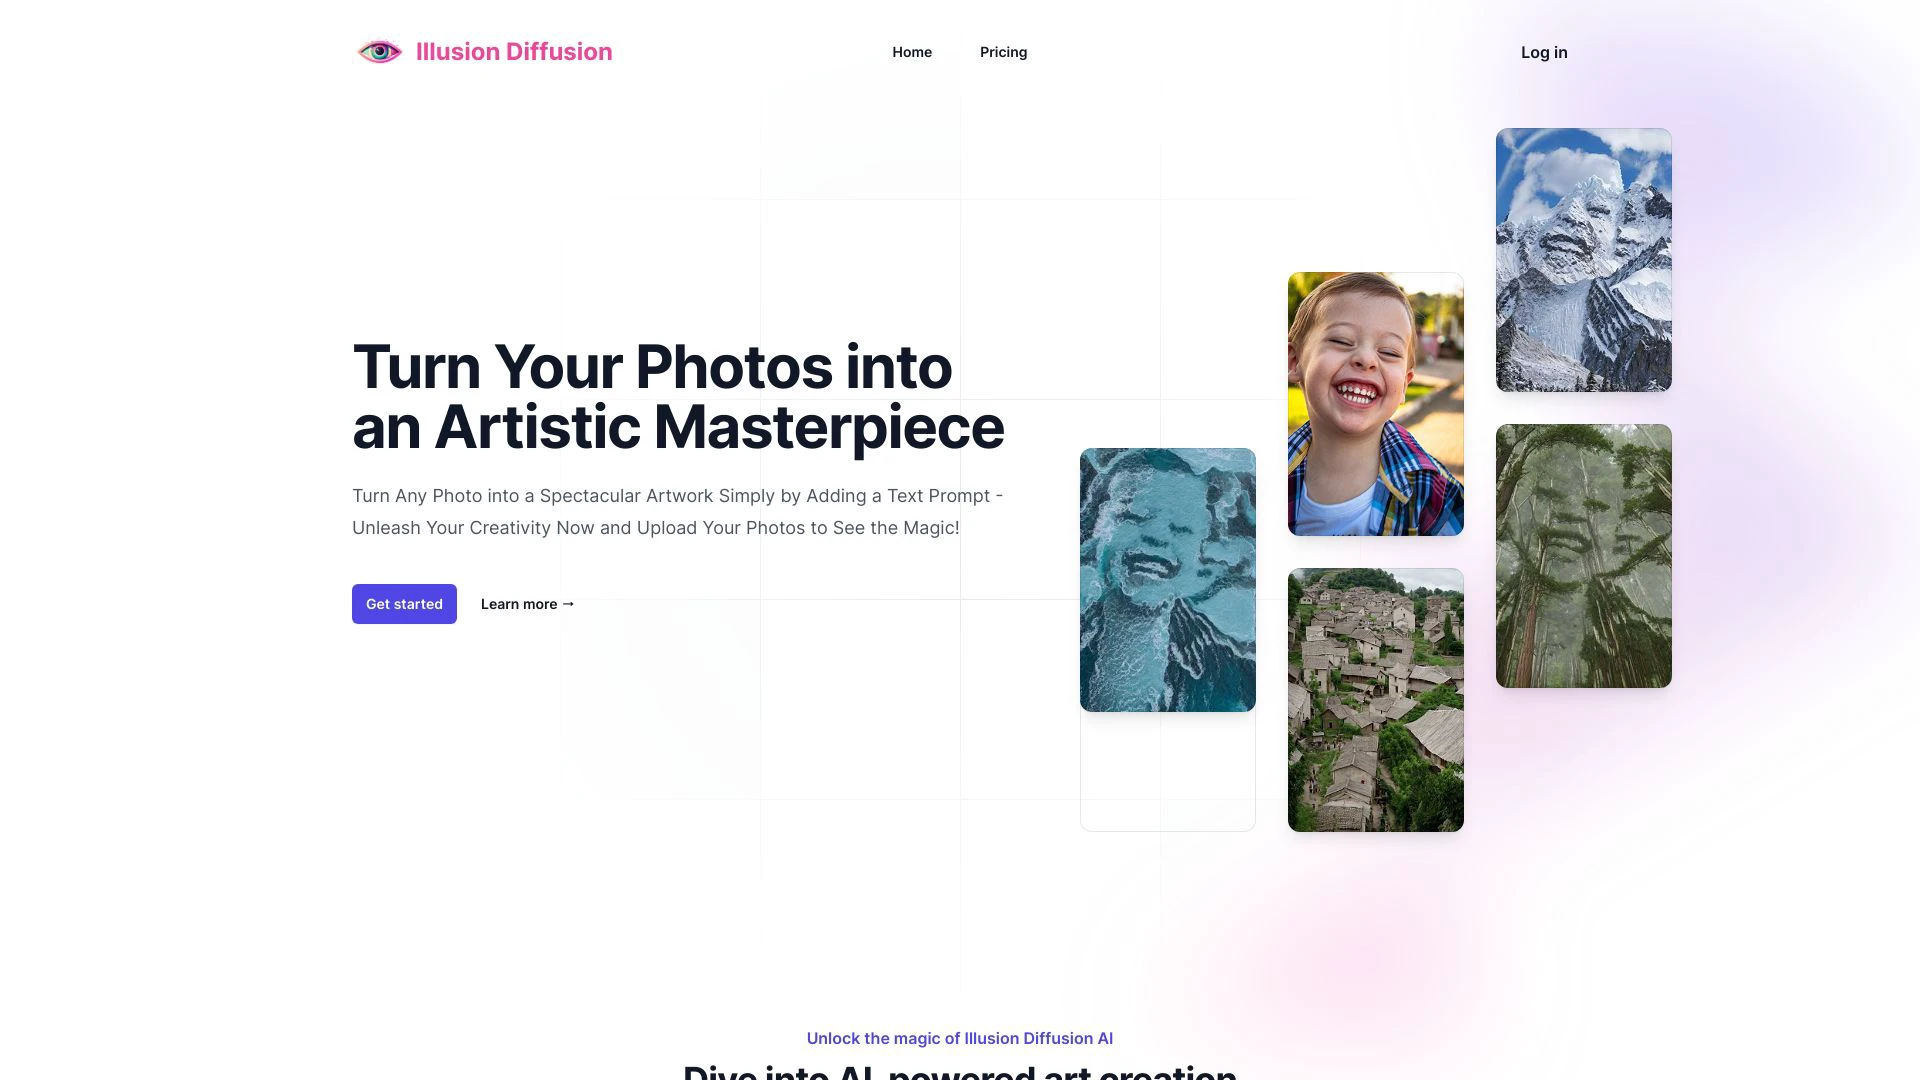 Illusion Diffusion
Home
Pricing
Log in
Turn Your Photos into
an Artistic Masterpiece
Turn Any Photo into a Spectacular Artwork Simply by Adding a Text Prompt -
Unleash Your Creativity Now and Upload Your Photos to See the Magic!
Get started
Learn more →
Unlock the magic of Illusion Diffusion AI
Dive into AI-powered art creation